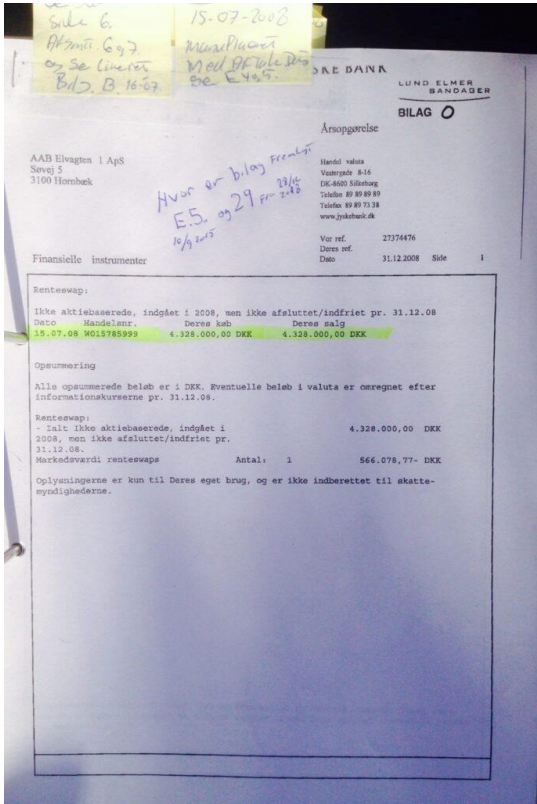 Side 6.
15-07-2008
og se
Bilag. B. 16-07
SKE BANK
LUND ELMER
SANDAGER
BILAG O
Årsopgørelse
AAB Elvagten 1 ApS
Søvej 5
3100 Hornbæk
Handel valuta
Vestergade 8-16
DK-8600 Silkeborg
Telefon 89 89 89 89
Telefax 89 89 73 38
www.jyskebank.dk
Hvor er bilag Fremlagt
E.5. og 29
Vor ref. 27374476
Deres ref.
Dato 31.12.2008 Side 1
Finansielle instrumenter
Renteswap:
Ikke aktiebaserede, indgået i 2008, men ikke afsluttet/indfriet pr. 31.12.08
Dato Handelsnr. Deres køb Deres salg
15.07.08 W015785999 4.328.000,00 DKK 4.328.000,00 DKK
Opsummering
Alle opsummerede beløb er i DKK. Eventuelle beløb i valuta er omregnet efter
informationskurserne pr. 31.12.08.
Renteswap:
- Ialt Ikke aktiebaserede, indgået i 4.328.000,00 DKK
2008, men ikke afsluttet/indfriet pr.
31.12.08.
Markedsværdi renteswaps Antal: 1 566.078,77- DKK
Oplysningerne er kun til Deres eget brug, og er ikke indberettet til skatte-
myndighederne.